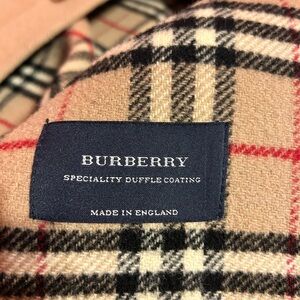 BURBERRY
SPECIALITY DUFFLE COATING
MADE IN ENGLAND